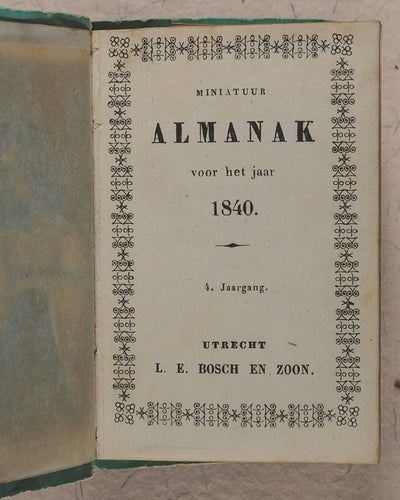 MINIATUUR
ALMANAK
voor het jaar
1840.
4. Jaargang.
UTRECHT
L. E. BOSCH EN ZOON.